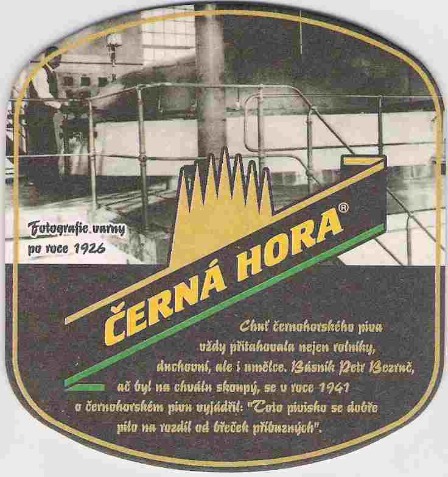 Fotografie varny
po roce 1926
ČERNÁ HORA®
Chuť černohorského piva
vždy přitahovala nejen rolníky,
duchovní, ale i umělce. Básník Petr Bezruč,
ač byl na chválu skoupý, se v roce 1941
o černohorském pivu vyjádřil: "Toto pivisko se dobře
pilo na rozdíl od břeček příbuzných".